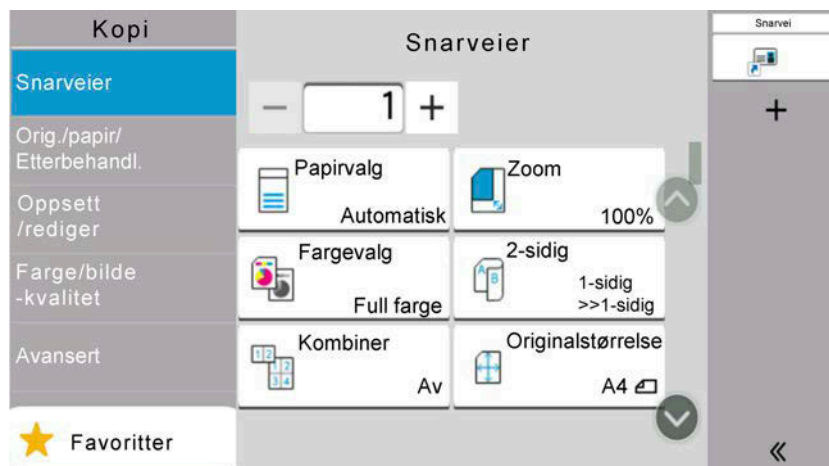 Kopi
Snarveier
Orig./papir/
Etterbehandl.
Oppsett
/rediger
Farge/bilde
-kvalitet
Avansert
Favoritter
Snarveier
− 1 +
Papirvalg
Automatisk
Zoom
100%
Fargevalg
Full farge
2-sidig
1-sidig
>>1-sidig
Kombiner
Av
Originalstørrelse
A4
Snarvei
+
«